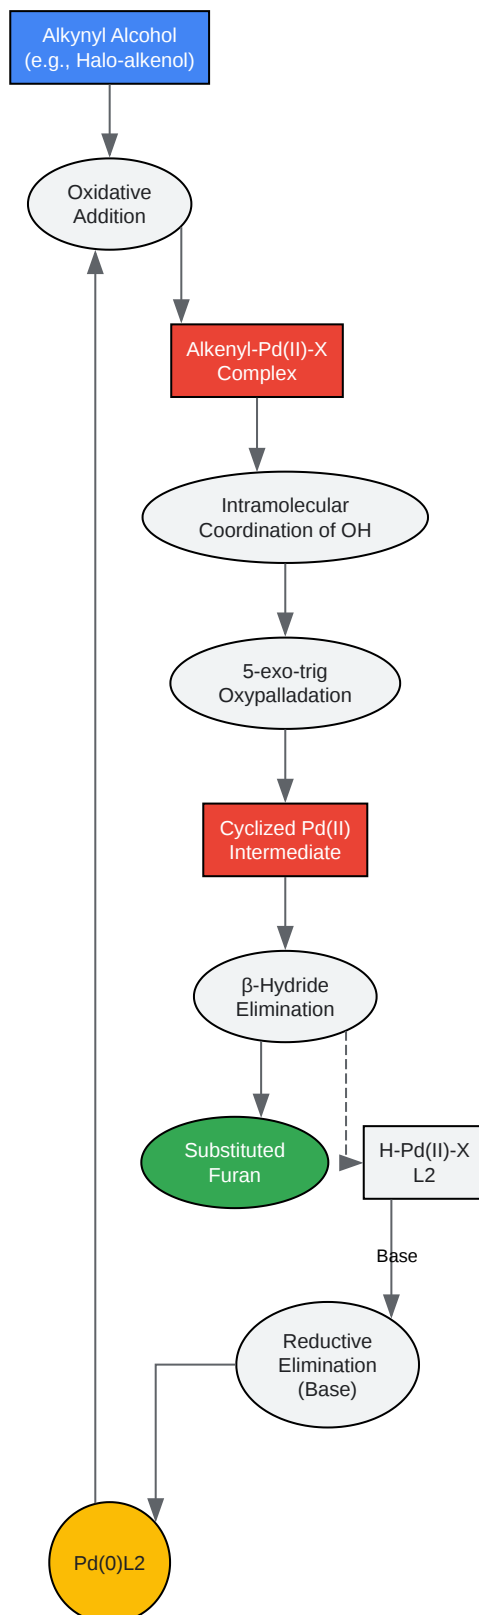 Alkynyl Alcohol
(e.g., Halo-alkenol)
Oxidative
Addition
Alkenyl-Pd(II)-X
Complex
Intramolecular
Coordination of OH
5-exo-trig
Oxypalladation
Cyclized Pd(II)
Intermediate
β-Hydride
Elimination
Substituted
Furan
H-Pd(II)-X
L2
Base
Reductive
Elimination
(Base)
Pd(0)L2